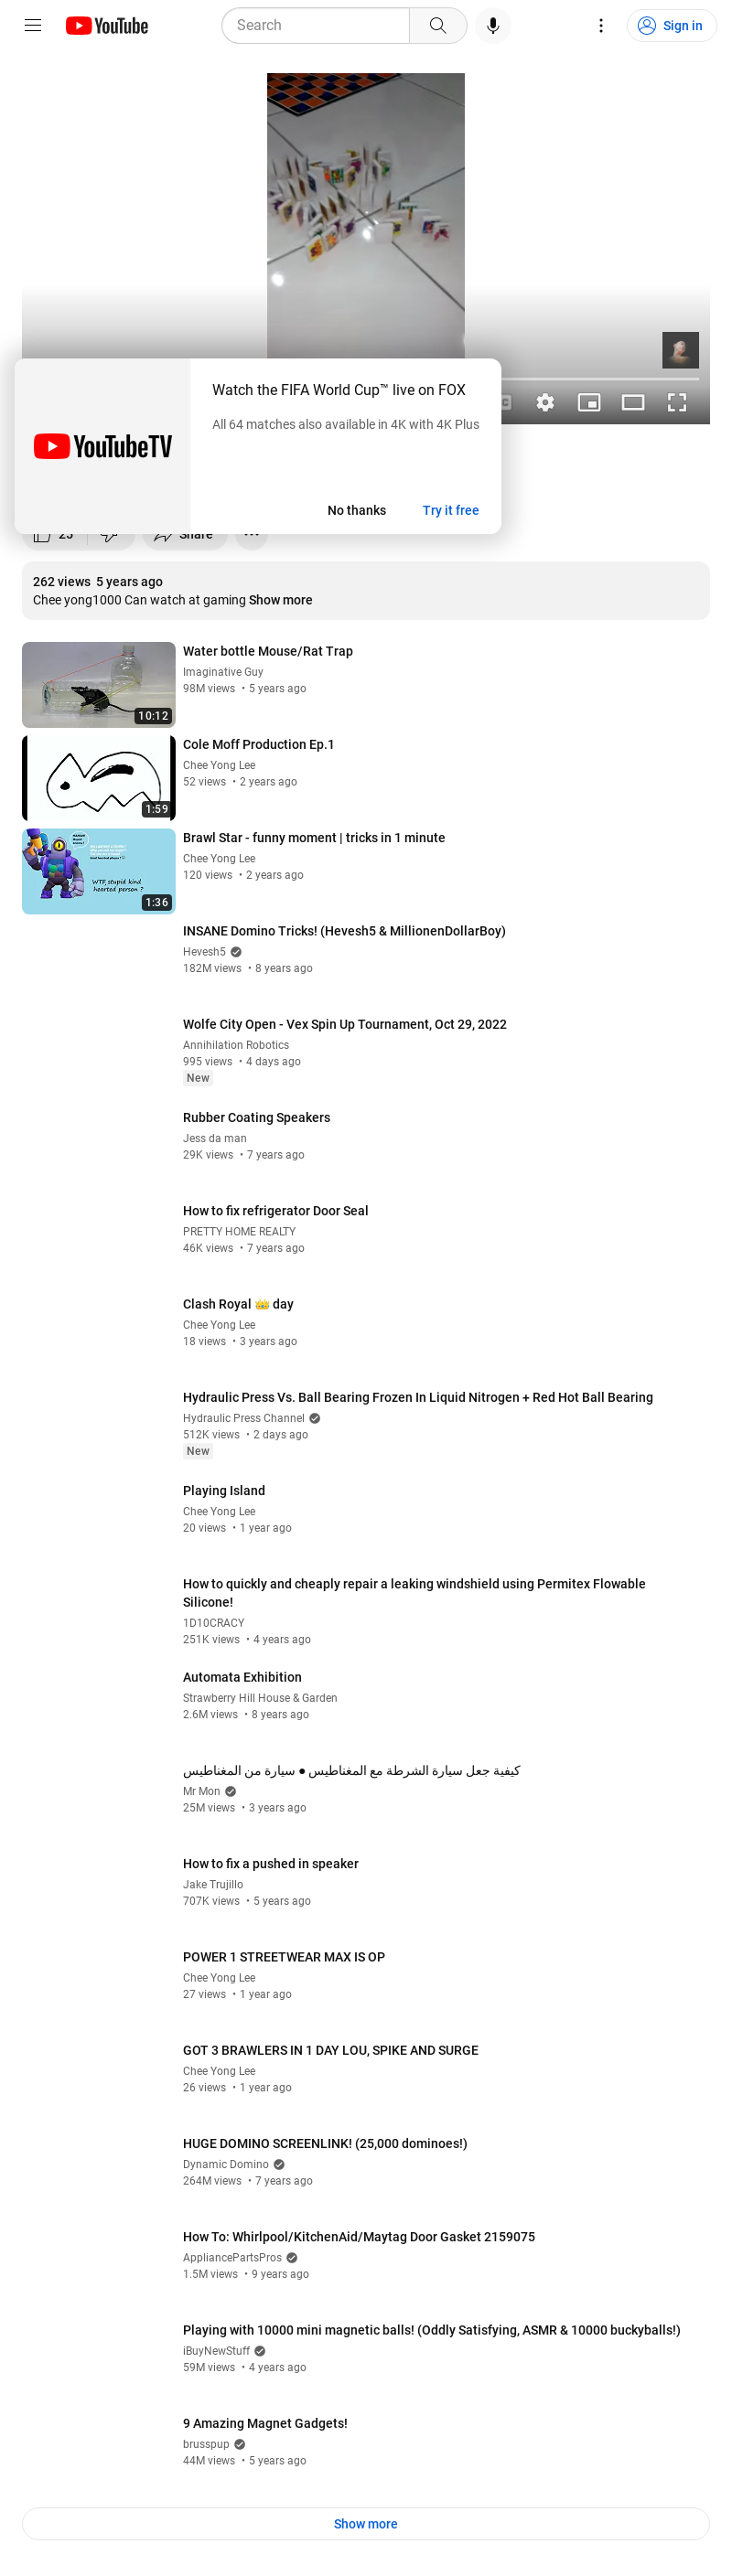 YouTube
Search
Sign in
Watch the FIFA World Cup™ live on FOX
All 64 matches also available in 4K with 4K Plus
YouTubeTV
No thanks
Try it free
25
Share
262 views 5 years ago
Chee yong1000 Can watch at gaming Show more
Water bottle Mouse/Rat Trap
Imaginative Guy
98M views • 5 years ago
10:12
Cole Moff Production Ep.1
Chee Yong Lee
52 views • 2 years ago
1:59
Brawl Star - funny moment | tricks in 1 minute
Chee Yong Lee
120 views • 2 years ago
WTF, stupid kind
hearted person ?
1:36
INSANE Domino Tricks! (Hevesh5 & MillionenDollarBoy)
Hevesh5
182M views • 8 years ago
Wolfe City Open - Vex Spin Up Tournament, Oct 29, 2022
Annihilation Robotics
995 views • 4 days ago
New
Rubber Coating Speakers
Jess da man
29K views • 7 years ago
How to fix refrigerator Door Seal
PRETTY HOME REALTY
46K views • 7 years ago
Clash Royal 👑 day
Chee Yong Lee
18 views • 3 years ago
Hydraulic Press Vs. Ball Bearing Frozen In Liquid Nitrogen + Red Hot Ball Bearing
Hydraulic Press Channel
512K views • 2 days ago
New
Playing Island
Chee Yong Lee
20 views • 1 year ago
How to quickly and cheaply repair a leaking windshield using Permitex Flowable
Silicone!
1D10CRACY
251K views • 4 years ago
Automata Exhibition
Strawberry Hill House & Garden
2.6M views • 8 years ago
كيفية جعل سيارة الشرطة مع المغناطيس ● سيارة من المغناطيس
Mr Mon
25M views • 3 years ago
How to fix a pushed in speaker
Jake Trujillo
707K views • 5 years ago
POWER 1 STREETWEAR MAX IS OP
Chee Yong Lee
27 views • 1 year ago
GOT 3 BRAWLERS IN 1 DAY LOU, SPIKE AND SURGE
Chee Yong Lee
26 views • 1 year ago
HUGE DOMINO SCREENLINK! (25,000 dominoes!)
Dynamic Domino
264M views • 7 years ago
How To: Whirlpool/KitchenAid/Maytag Door Gasket 2159075
AppliancePartsPros
1.5M views • 9 years ago
Playing with 10000 mini magnetic balls! (Oddly Satisfying, ASMR & 10000 buckyballs!)
iBuyNewStuff
59M views • 4 years ago
9 Amazing Magnet Gadgets!
brusspup
44M views • 5 years ago
Show more